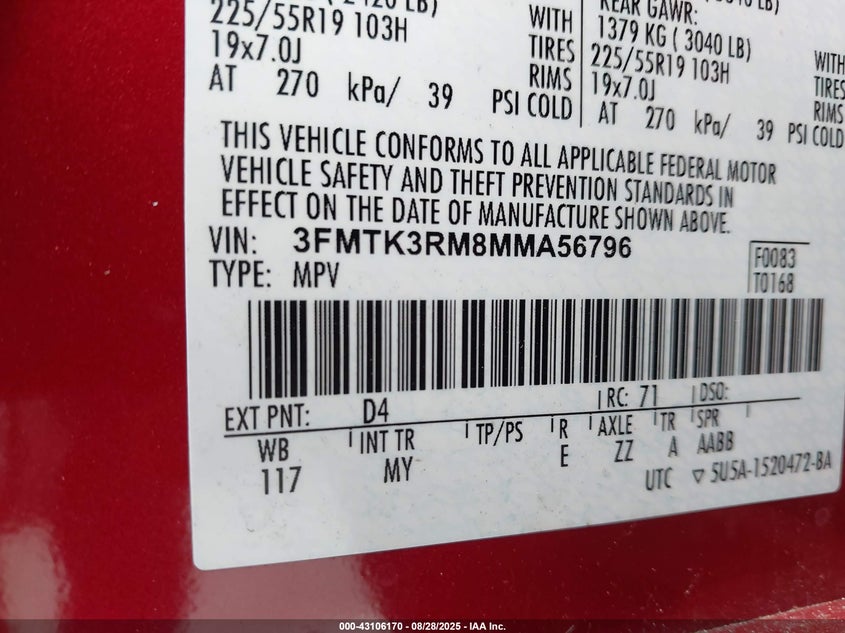 225/55R19 103H WITH
19x7.0J TIRES
RIMS
AT 270 kPa/ 39 PSI COLD
REAR GAWR:
1379 KG ( 3040 LB) WITH
225/55R19 103H TIRES
19x7.0J RIMS
AT 270 kPa/ 39 PSI COLD
THIS VEHICLE CONFORMS TO ALL APPLICABLE FEDERAL MOTOR
VEHICLE SAFETY AND THEFT PREVENTION STANDARDS IN
EFFECT ON THE DATE OF MANUFACTURE SHOWN ABOVE.
VIN: 3FMTK3RM8MMA56796
TYPE: MPV
F0083
T0168
EXT PNT: D4 RC: 71 DSO:
WB INT TR TP/PS R AXLE TR SPR
117 MY E ZZ A AABB
UTC ▽ 5U5A-1520472-BA
000-43106170 - 08/28/2025 - IAA Inc.